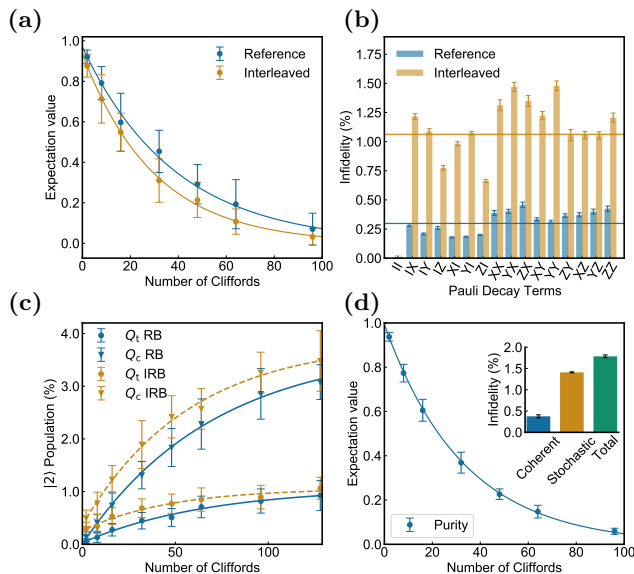 (a)
1.0
0.8
0.6
0.4
0.2
0.0
Expectation value
Reference
Interleaved
0 20 40 60 80 100
Number of Cliffords
(b)
1.75
1.50
1.25
1.00
0.75
0.50
0.25
0.00
Infidelity (%)
Reference
Interleaved
II IX IY IZ XI YI ZI XX YX ZX XY YY ZY XZ YZ ZZ
Pauli Decay Terms
(c)
4.0
3.0
2.0
1.0
0.0
|2⟩ Population (%)
Qt RB
Qc RB
Qt IRB
Qc IRB
0 50 100
Number of Cliffords
(d)
1.0
0.8
0.6
0.4
0.2
0.0
Expectation value
Purity
0 20 40 60 80 100
Number of Cliffords
2.0
1.5
1.0
0.5
0.0
Infidelity (%)
Coherent
Stochastic
Total